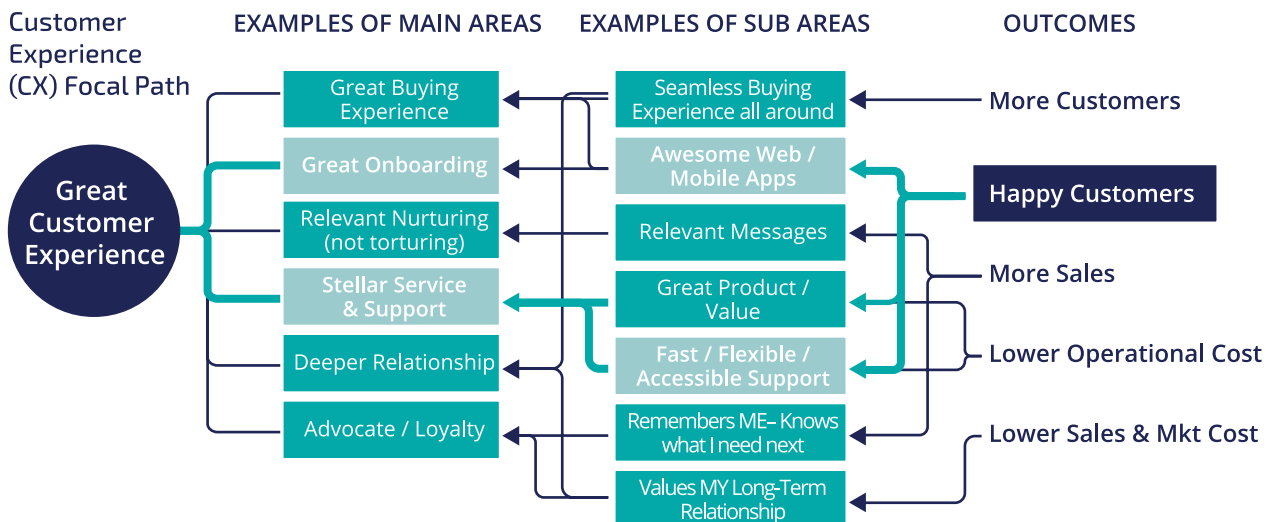 Customer
Experience
(CX) Focal Path
EXAMPLES OF MAIN AREAS
EXAMPLES OF SUB AREAS
OUTCOMES
Great
Customer
Experience
Great Buying
Experience
Great Onboarding
Relevant Nurturing
(not torturing)
Stellar Service
& Support
Deeper Relationship
Advocate / Loyalty
Seamless Buying
Experience all around
Awesome Web /
Mobile Apps
Relevant Messages
Great Product /
Value
Fast / Flexible /
Accessible Support
Remembers ME– Knows
what I need next
Values MY Long-Term
Relationship
More Customers
Happy Customers
More Sales
Lower Operational Cost
Lower Sales & Mkt Cost